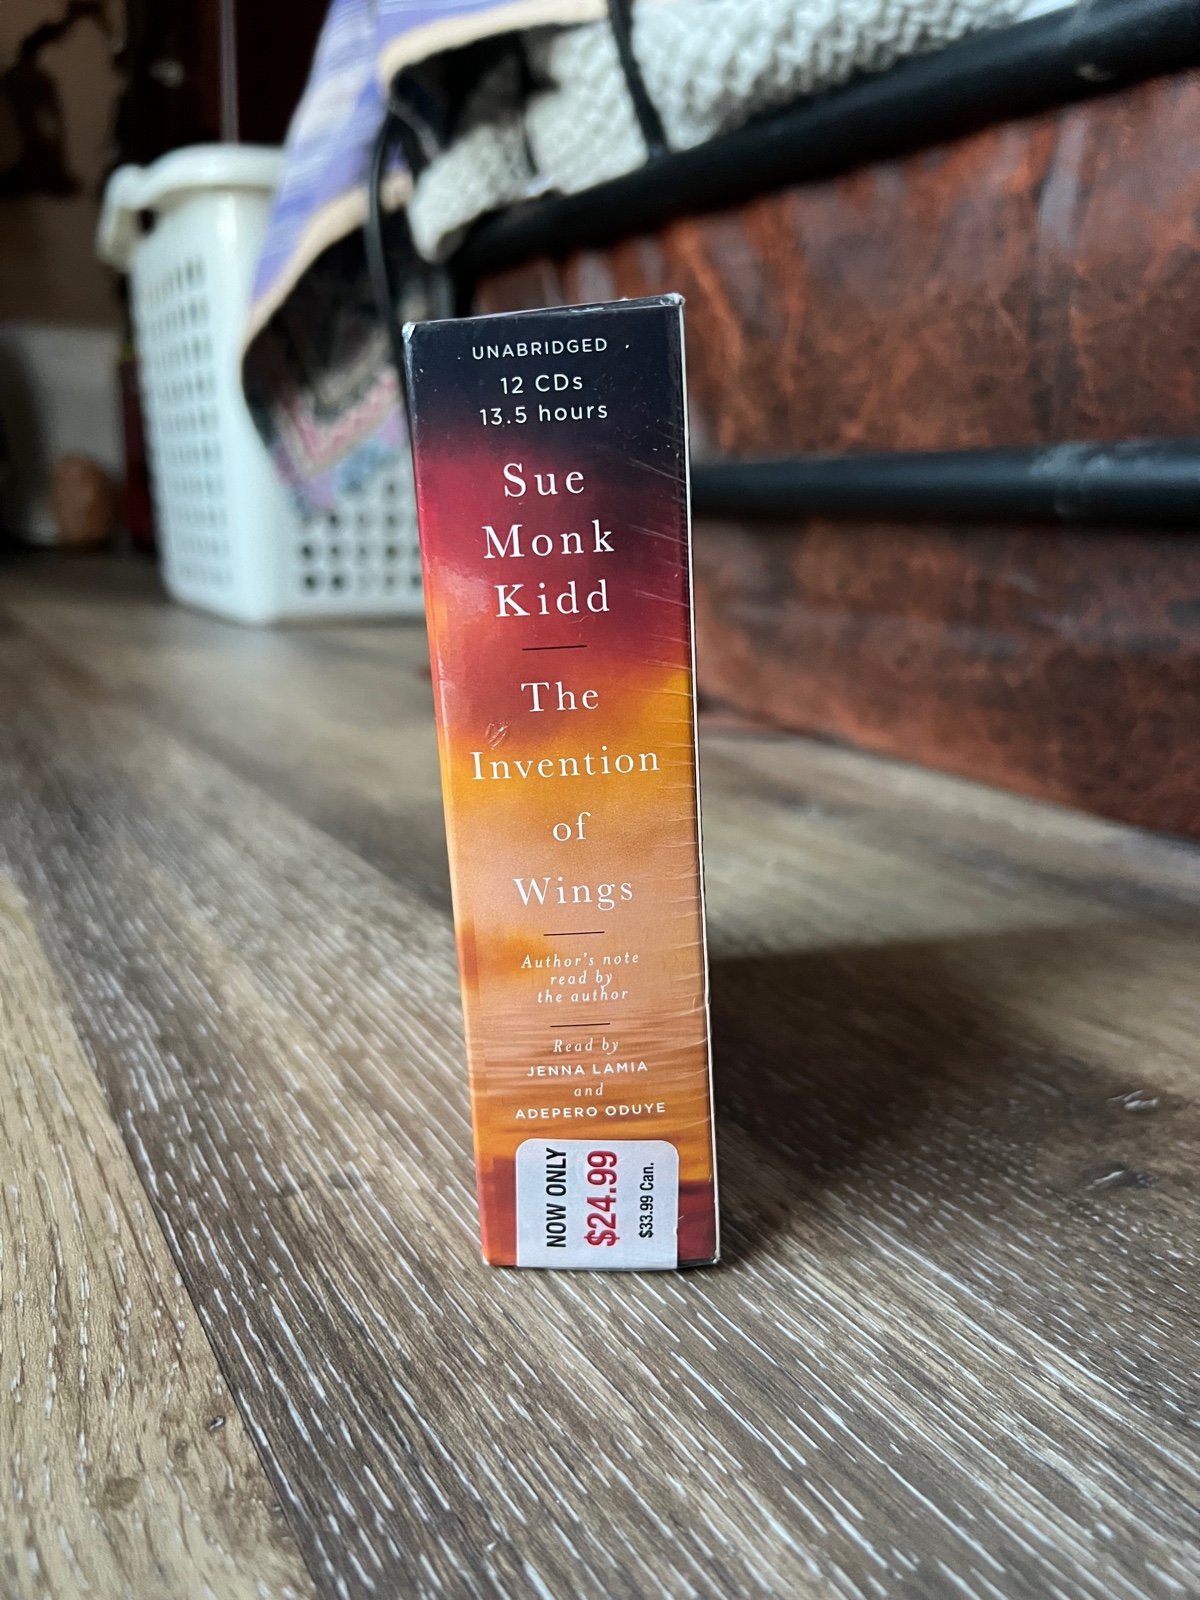 UNABRIDGED
12 CDs
13.5 hours
Sue
Monk
Kidd
The
Invention
of
Wings
Author's note
read by
the author
Read by
JENNA LAMIA
and
ADEPERO ODUYE
NOW ONLY
$24.99
$33.99 Can.